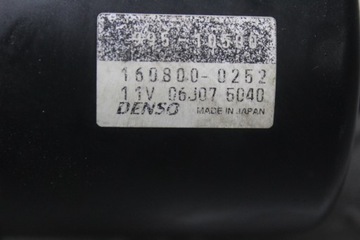 160800-0252
11V 06J07 5040
DENSO MADE IN JAPAN